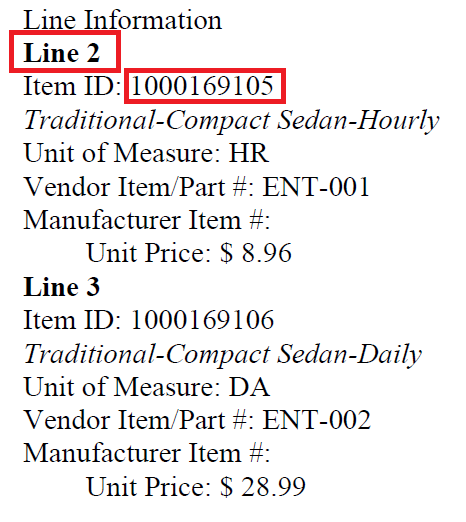 Line Information
Line 2
Item ID: 1000169105
Traditional-Compact Sedan-Hourly
Unit of Measure: HR
Vendor Item/Part #: ENT-001
Manufacturer Item #:
Unit Price: $ 8.96
Line 3
Item ID: 1000169106
Traditional-Compact Sedan-Daily
Unit of Measure: DA
Vendor Item/Part #: ENT-002
Manufacturer Item #:
Unit Price: $ 28.99